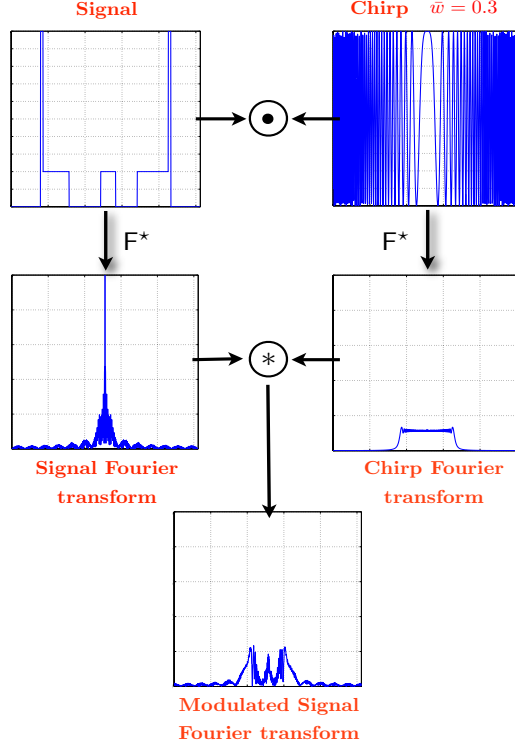 Signal
Chirp w̄ = 0.3
F⋆
F⋆
∗
Signal Fourier
transform
Chirp Fourier
transform
Modulated Signal
Fourier transform